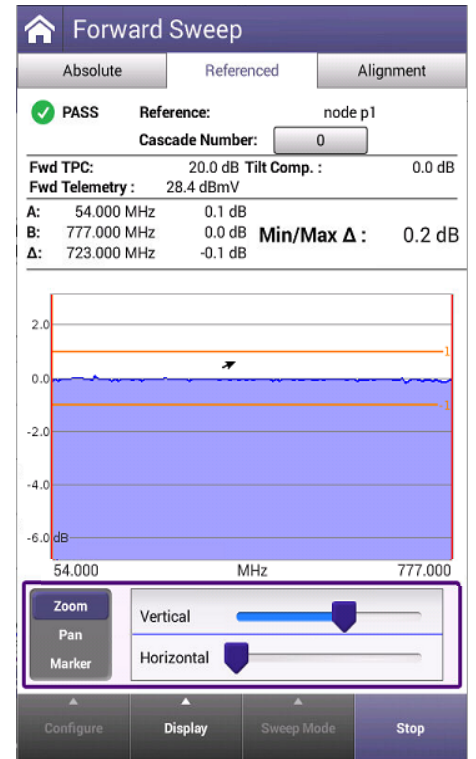 Forward Sweep
Absolute Referenced Alignment
PASS Reference: node p1
Cascade Number: 0
Fwd TPC: 20.0 dB Tilt Comp. : 0.0 dB
Fwd Telemetry : 28.4 dBmV
A: 54.000 MHz 0.1 dB
B: 777.000 MHz 0.0 dB Min/Max Δ : 0.2 dB
Δ: 723.000 MHz -0.1 dB
2.0
1
0.0
-1
-2.0
-4.0
-6.0 dB
54.000 MHz 777.000
Zoom
Pan
Marker
Vertical
Horizontal
Configure Display Sweep Mode Stop